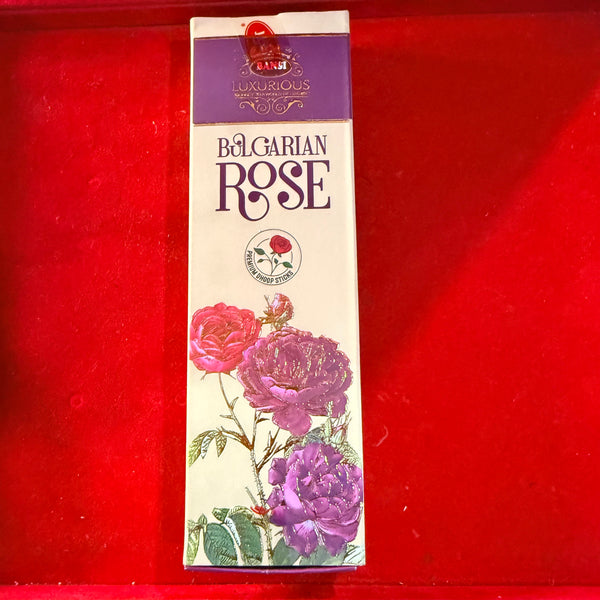 BANSI
LUXURIOUS
BULGARIAN
ROSE
PREMIUM DHOOP STICKS